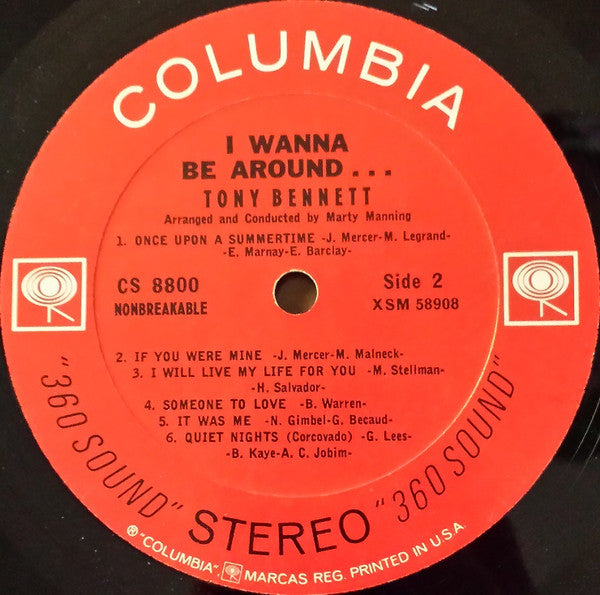 COLUMBIA
I WANNA
BE AROUND...
TONY BENNETT
Arranged and Conducted by Marty Manning
1. ONCE UPON A SUMMERTIME -J. Mercer-M. Legrand-
-E. Marnay-E. Barclay-
CS 8800
NONBREAKABLE
Side 2
XSM 58908
2. IF YOU WERE MINE -J. Mercer-M. Malneck-
3. I WILL LIVE MY LIFE FOR YOU -M. Stellman-
-H. Salvador-
4. SOMEONE TO LOVE -B. Warren-
5. IT WAS ME -N. Gimbel-G. Becaud-
6. QUIET NIGHTS (Corcovado) -G. Lees-
-B. Kaye-A. C. Jobim-
"360 SOUND" STEREO "360 SOUND"
® "COLUMBIA", MARCAS REG. PRINTED IN U.S.A.